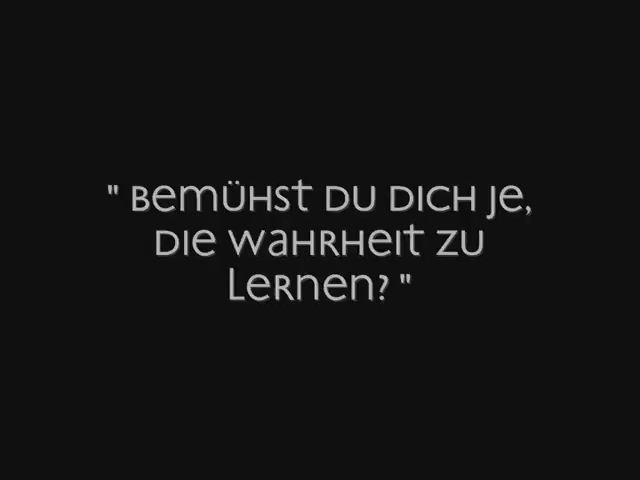 " Bemühst du dich je,
die Wahrheit zu
Lernen? "